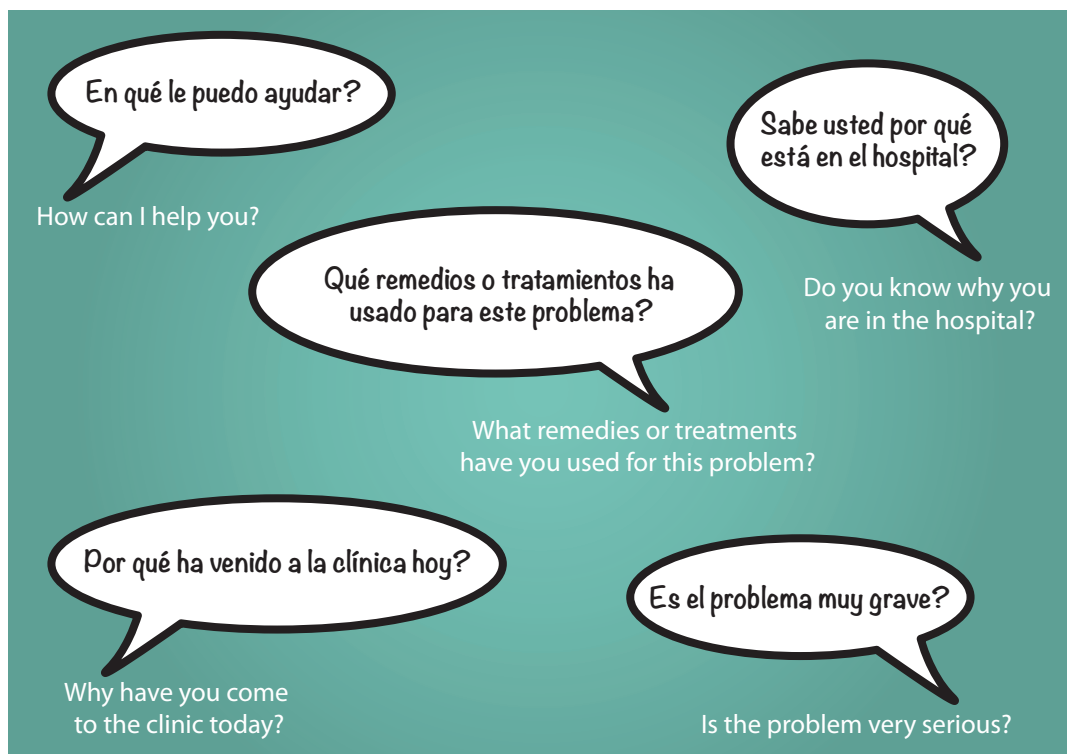 En qué le puedo ayudar?
How can I help you?
Sabe usted por qué
está en el hospital?
Do you know why you
are in the hospital?
Qué remedios o tratamientos ha
usado para este problema?
What remedies or treatments
have you used for this problem?
Por qué ha venido a la clínica hoy?
Why have you come
to the clinic today?
Es el problema muy grave?
Is the problem very serious?